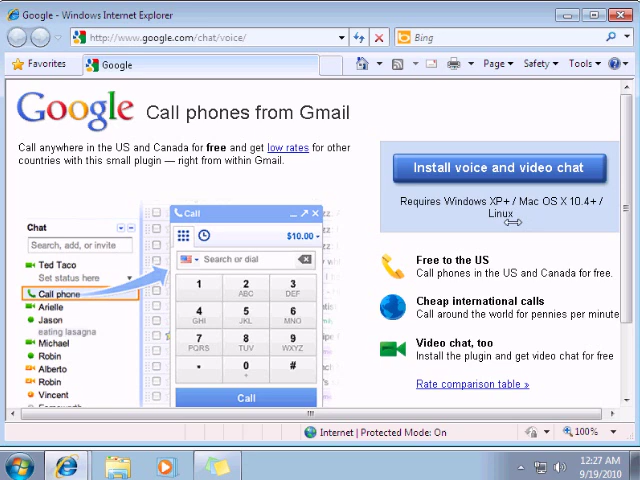 Google - Windows Internet Explorer
http://www.google.com/chat/voice/
Bing
Favorites
Google
Page
Safety
Tools
Google Call phones from Gmail
Call anywhere in the US and Canada for free and get low rates for other
countries with this small plugin — right from within Gmail.
Install voice and video chat
Requires Windows XP+ / Mac OS X 10.4+ /
Linux
Chat
Search, add, or invite
Ted Taco
Set status here
Call phone
Arielle
Jason
eating lasagna
Michael
Robin
Alberto
Robin
Vincent
Call
$10.00
Search or dial
1 2 3
ABC DEF
4 5 6
GHI JKL MNO
7 8 9
PQRS TUV WXYZ
0 #
+
Call
Free to the US
Call phones in the US and Canada for free.
Cheap international calls
Call around the world for pennies per minute
Video chat, too
Install the plugin and get video chat for free
Rate comparison table »
Internet | Protected Mode: On
100%
12:27 AM
9/19/2010